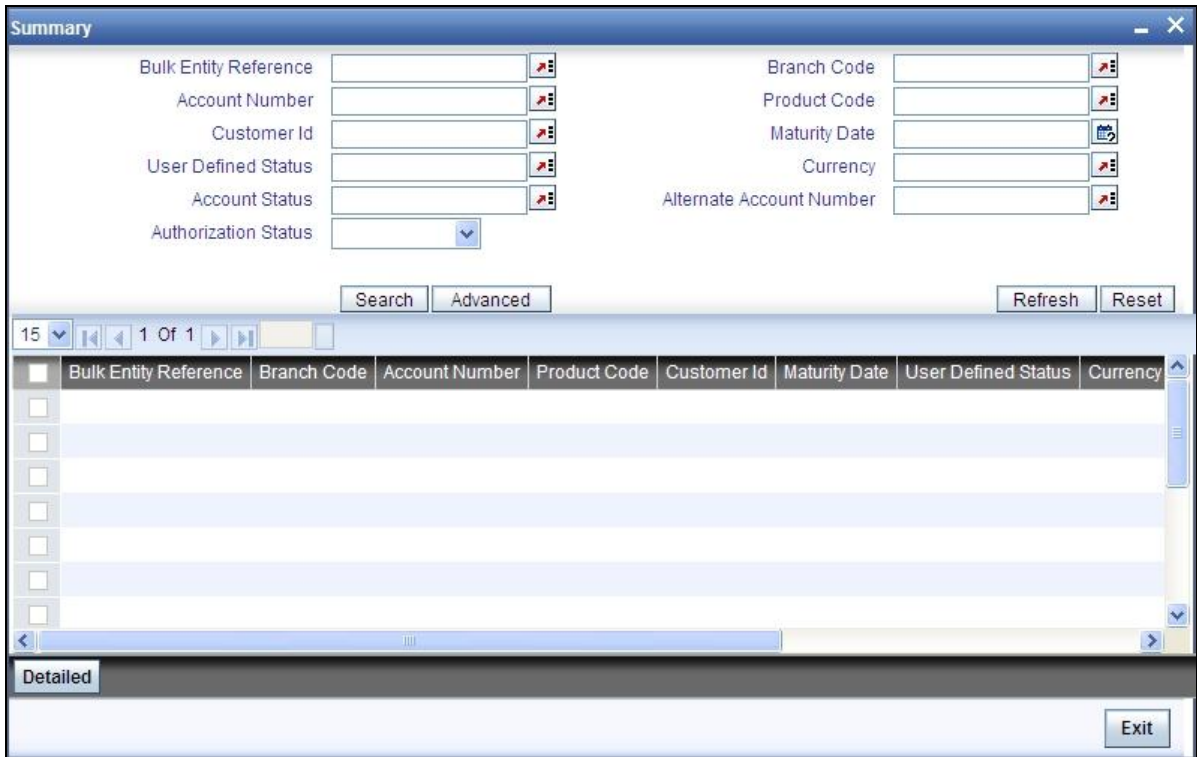 Summary
Bulk Entity Reference
Branch Code
Account Number
Product Code
Customer Id
Maturity Date
User Defined Status
Currency
Account Status
Alternate Account Number
Authorization Status
Search
Advanced
Refresh
Reset
15
1 Of 1
Bulk Entity Reference Branch Code Account Number Product Code Customer Id Maturity Date User Defined Status Currency
Detailed
Exit